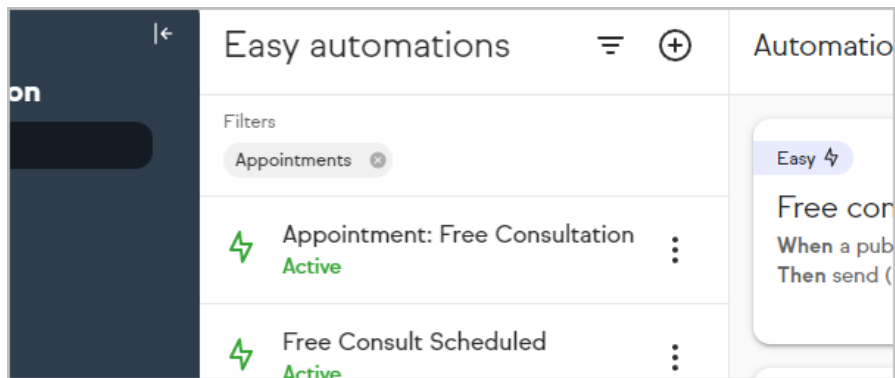 on
Easy automations
Filters
Appointments
Appointment: Free Consultation
Active
Free Consult Scheduled
Active
Automatio
Easy
Free con
When a pub
Then send (